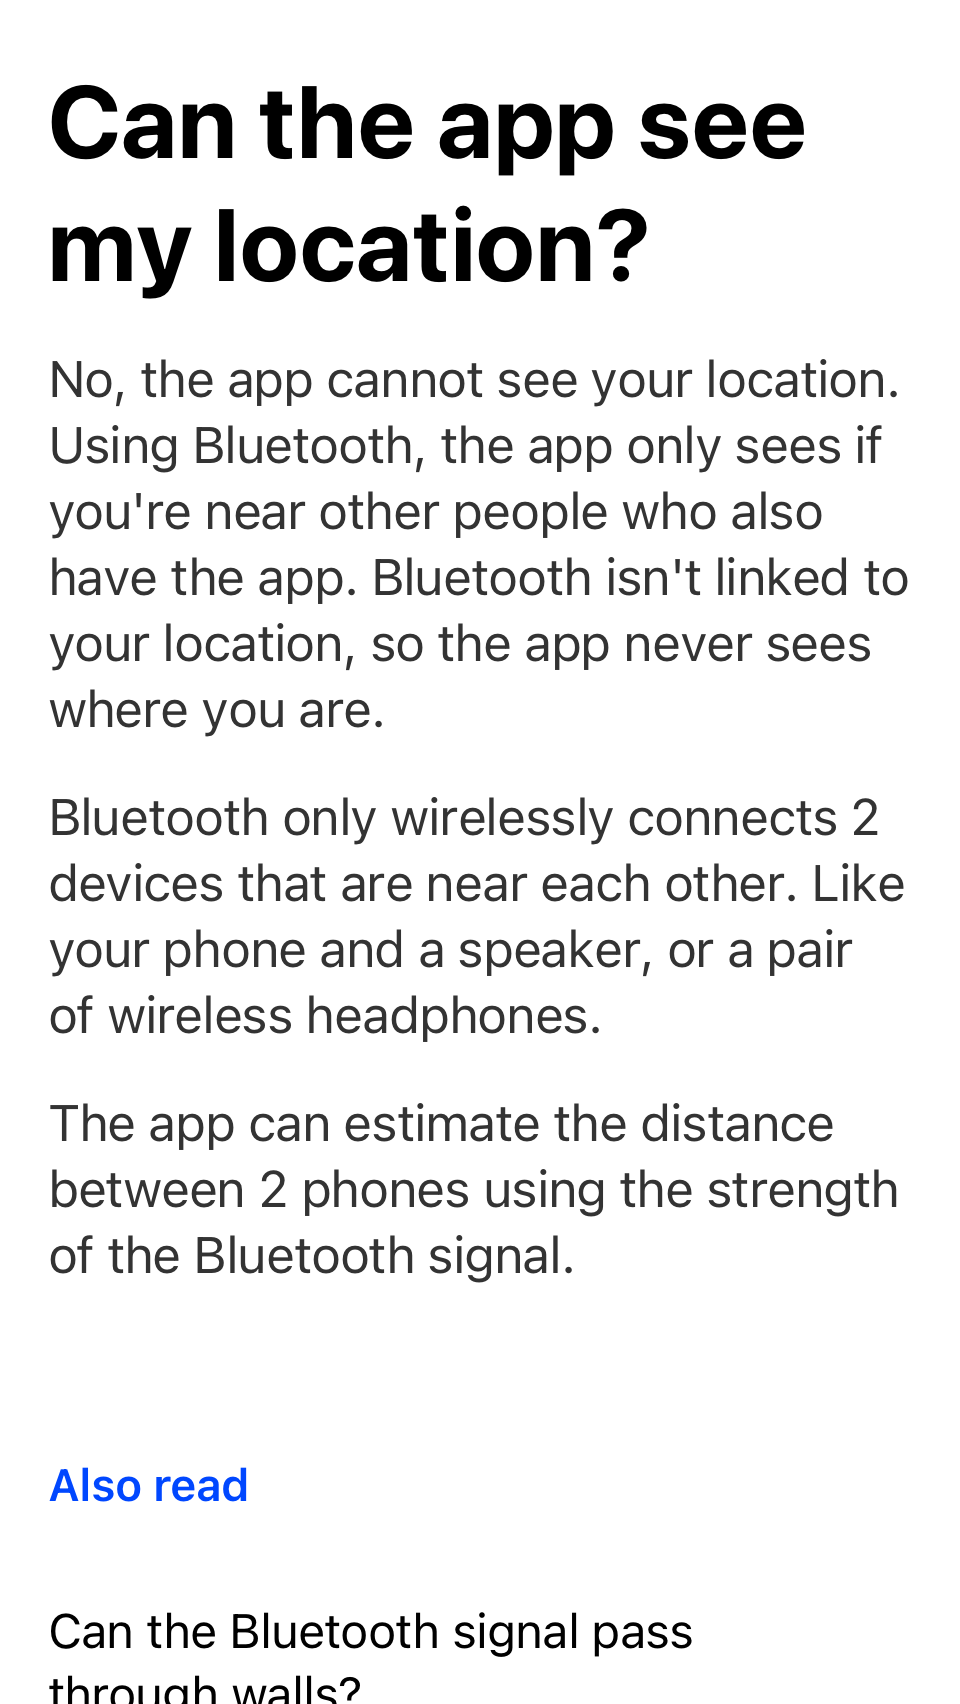 Can the app see
my location?
No, the app cannot see your location.
Using Bluetooth, the app only sees if
you're near other people who also
have the app. Bluetooth isn't linked to
your location, so the app never sees
where you are.
Bluetooth only wirelessly connects 2
devices that are near each other. Like
your phone and a speaker, or a pair
of wireless headphones.
The app can estimate the distance
between 2 phones using the strength
of the Bluetooth signal.
Also read
Can the Bluetooth signal pass
through walls?